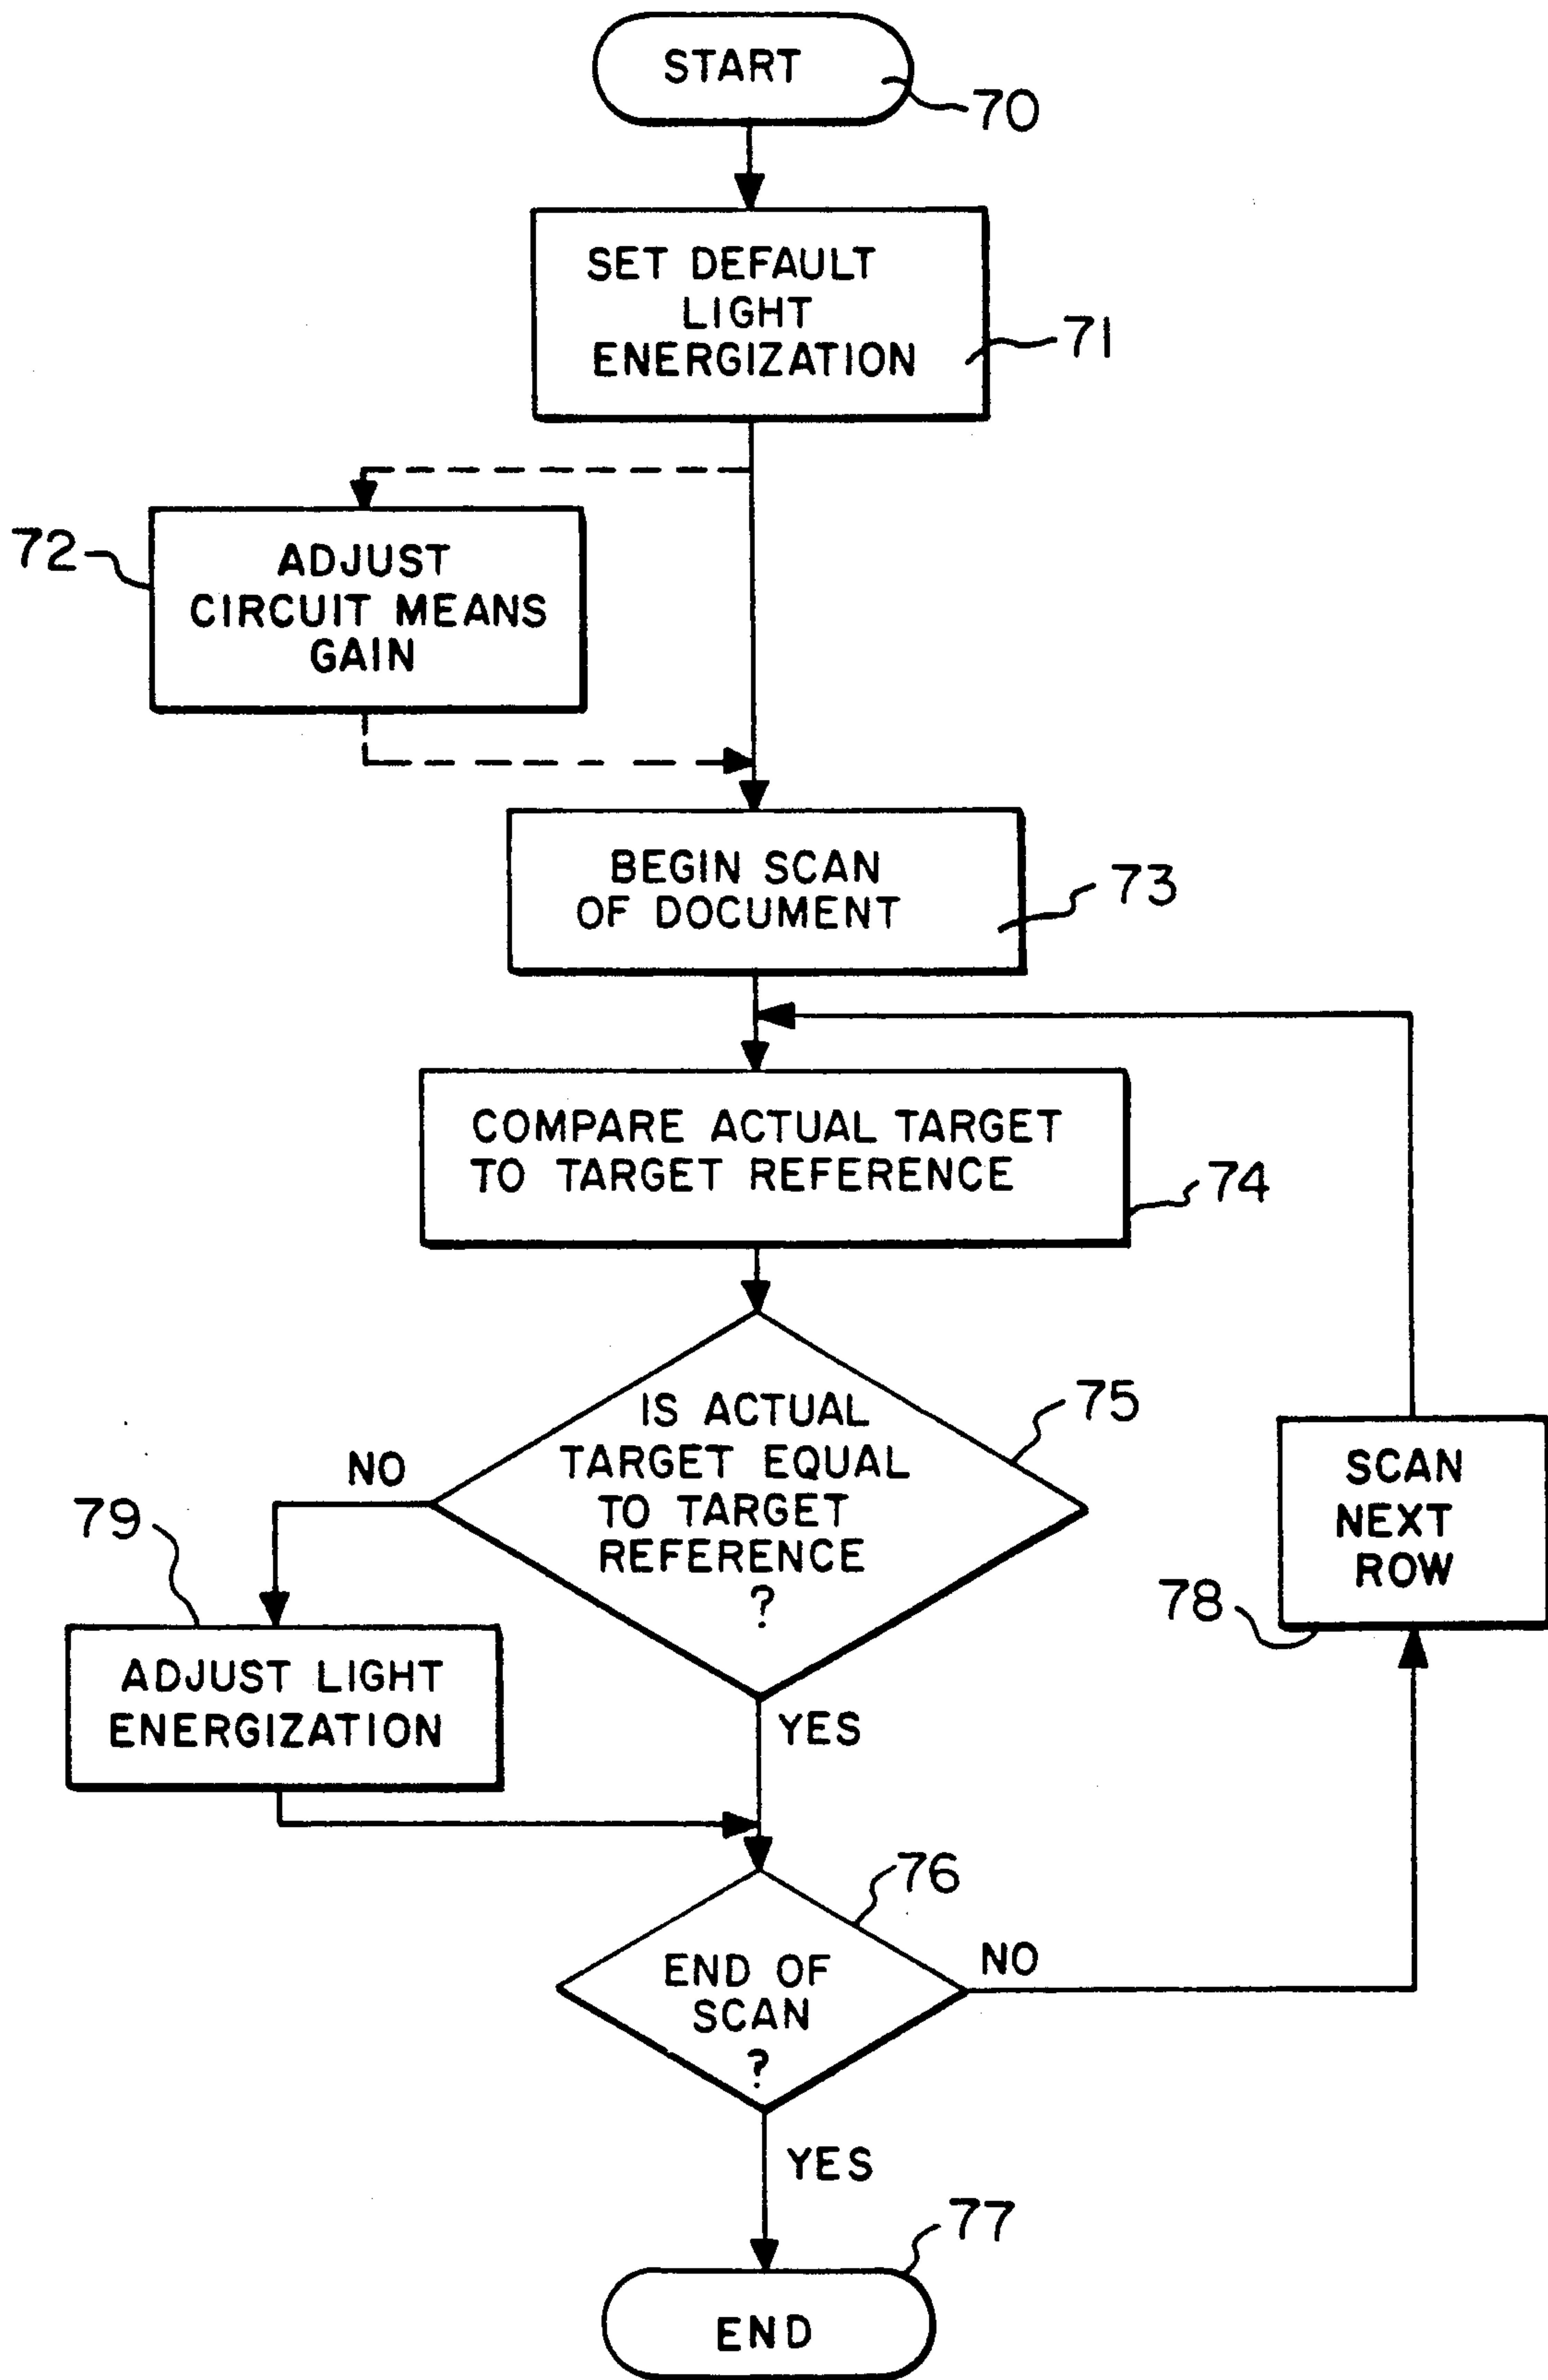 START
70
SET DEFAULT
LIGHT
ENERGIZATION
71
72
ADJUST
CIRCUIT MEANS
GAIN
BEGIN SCAN
OF DOCUMENT
73
COMPARE ACTUAL TARGET
TO TARGET REFERENCE
74
IS ACTUAL
TARGET EQUAL
TO TARGET
REFERENCE
?
75
NO
YES
79
ADJUST LIGHT
ENERGIZATION
SCAN
NEXT
ROW
78
76
END OF
SCAN
?
NO
YES
77
END